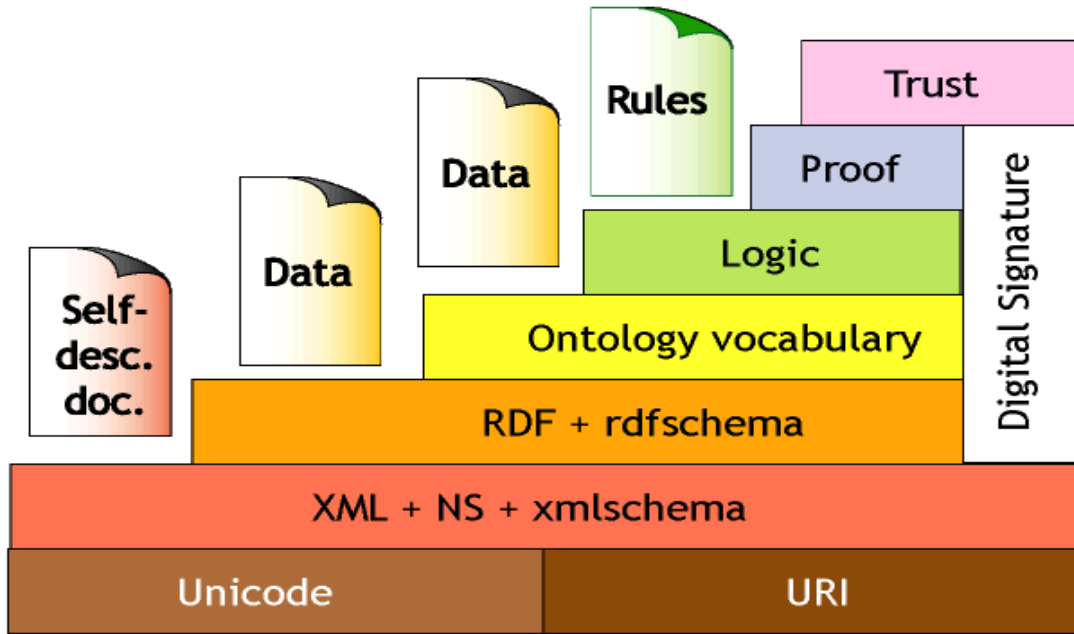 Trust
Rules
Proof
Data
Logic
Data
Digital Signature
Self-
desc.
doc.
Ontology vocabulary
RDF + rdfschema
XML + NS + xmlschema
Unicode
URI